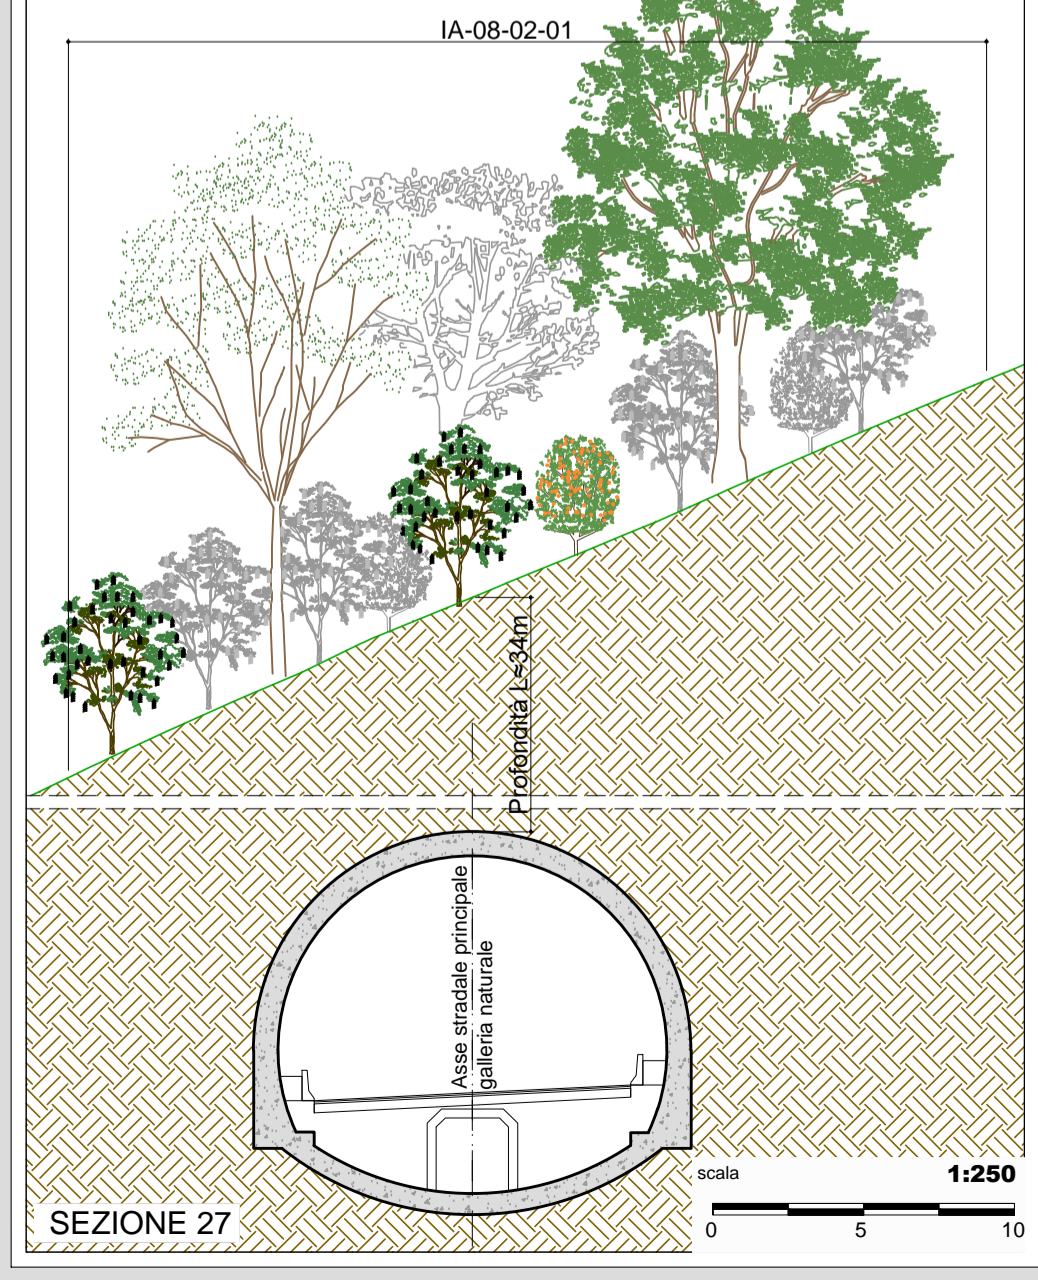 IA-08-02-01
Profondità L≈34m
Asse stradale principale
galleria naturale
scala
1:250
0 5 10
SEZIONE 27